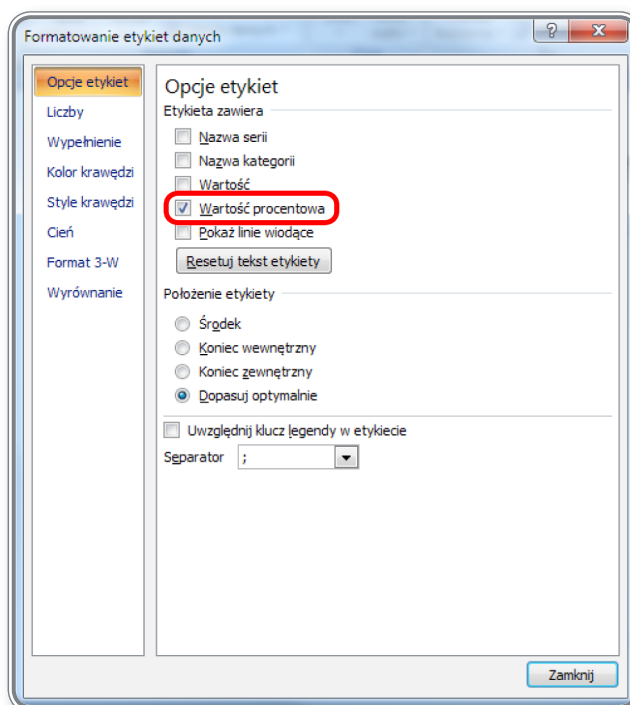 Formatowanie etykiet danych
Opcje etykiet
Liczby
Wypełnienie
Kolor krawędzi
Style krawędzi
Cień
Format 3-W
Wyrównanie
Opcje etykiet
Etykieta zawiera
Nazwa serii
Nazwa kategorii
Wartość
Wartość procentowa
Pokaż linie wiodące
Resetuj tekst etykiety
Położenie etykiety
Środek
Koniec wewnętrzny
Koniec zewnętrzny
Dopasuj optymalnie
Uwzględnij klucz legendy w etykiecie
Separator ;
Zamknij